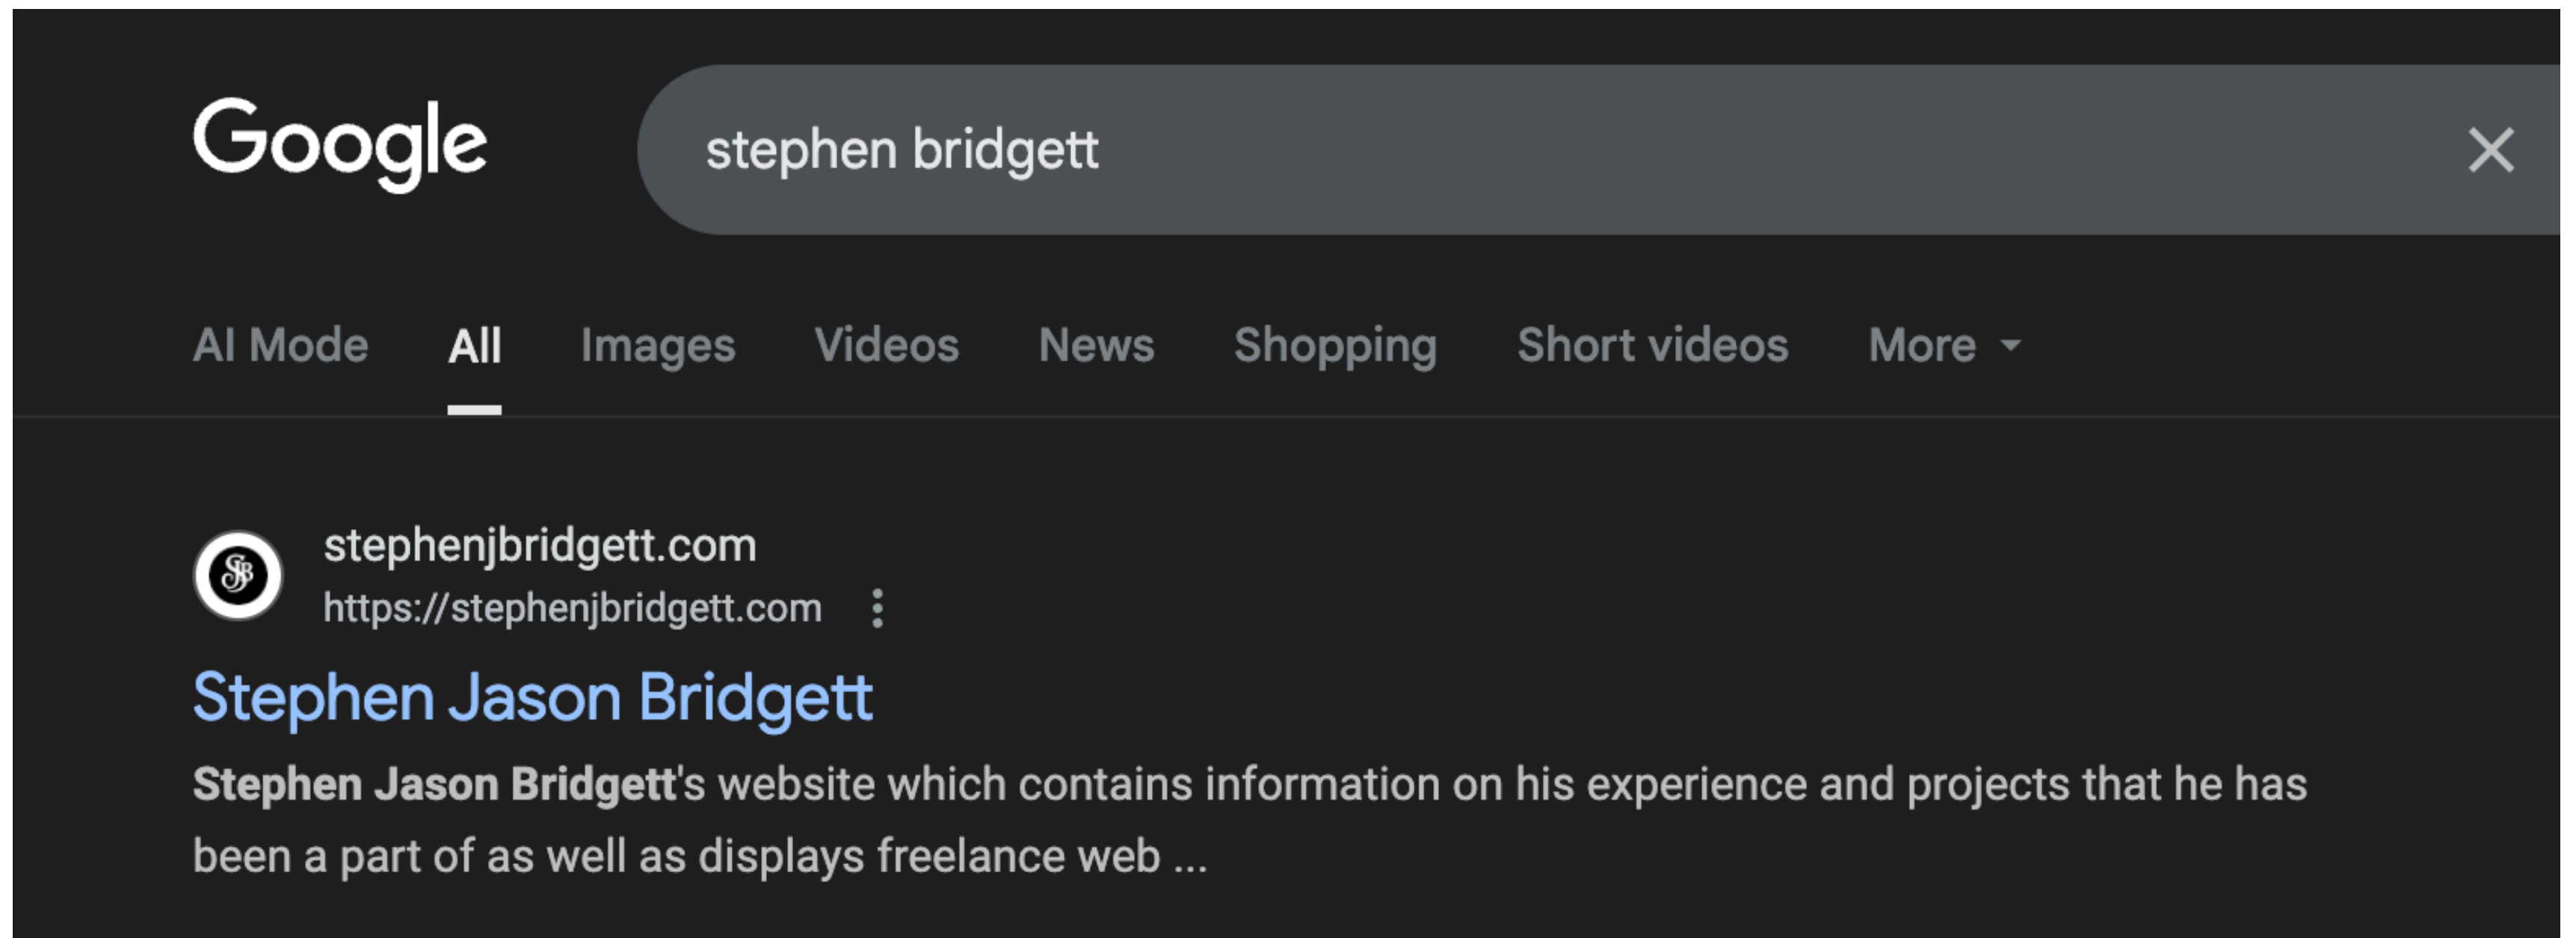 Google
stephen bridgett
AI Mode All Images Videos News Shopping Short videos More
SJB
stephenjbridgett.com
https://stephenjbridgett.com
Stephen Jason Bridgett
Stephen Jason Bridgett's website which contains information on his experience and projects that he has
been a part of as well as displays freelance web ...